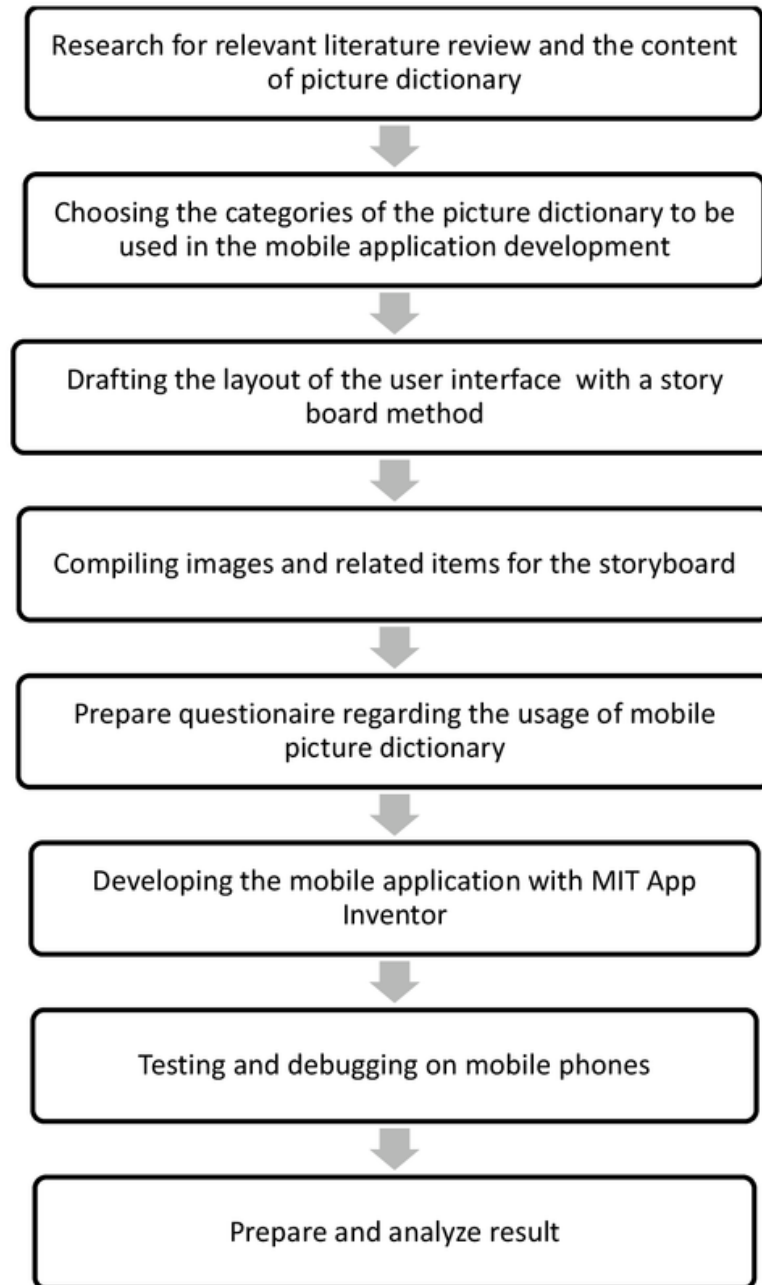 Research for relevant literature review and the content
of picture dictionary
Choosing the categories of the picture dictionary to be
used in the mobile application development
Drafting the layout of the user interface with a story
board method
Compiling images and related items for the storyboard
Prepare questionaire regarding the usage of mobile
picture dictionary
Developing the mobile application with MIT App
Inventor
Testing and debugging on mobile phones
Prepare and analyze result